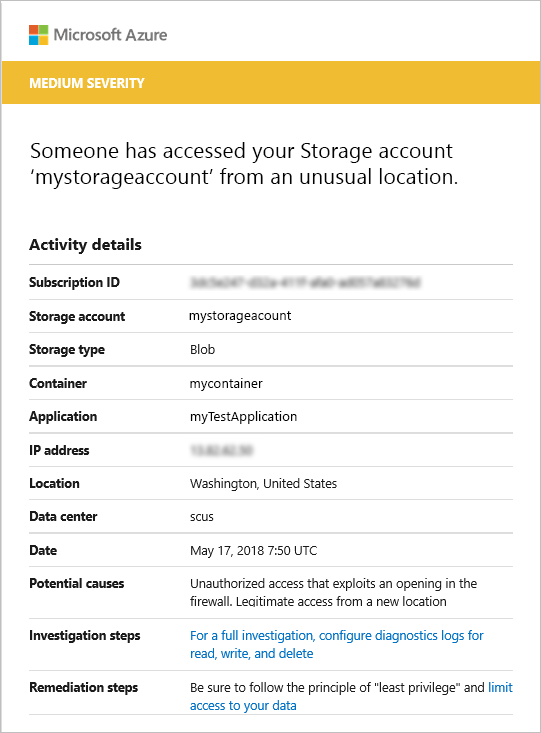 Microsoft Azure
MEDIUM SEVERITY
Someone has accessed your Storage account
‘mystorageaccount’ from an unusual location.
Activity details
Subscription ID
Storage account mystorageacount
Storage type Blob
Container mycontainer
Application myTestApplication
IP address
Location Washington, United States
Data center scus
Date May 17, 2018 7:50 UTC
Potential causes Unauthorized access that exploits an opening in the
firewall. Legitimate access from a new location
Investigation steps For a full investigation, configure diagnostics logs for
read, write, and delete
Remediation steps Be sure to follow the principle of "least privilege" and limit
access to your data